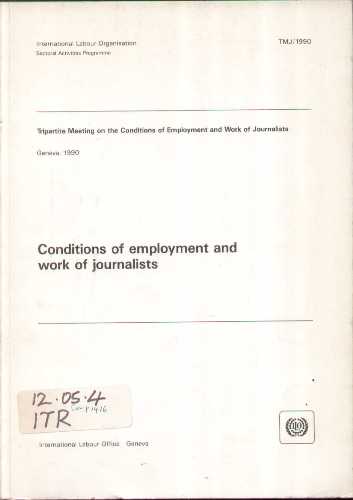 International Labour Organisation
TMJ/1990
Sectoral Activities Programme
Tripartite Meeting on the Conditions of Employment and Work of Journalists
Geneva, 1990
Conditions of employment and
work of journalists
12.05.4
ITR
International Labour Office Geneva